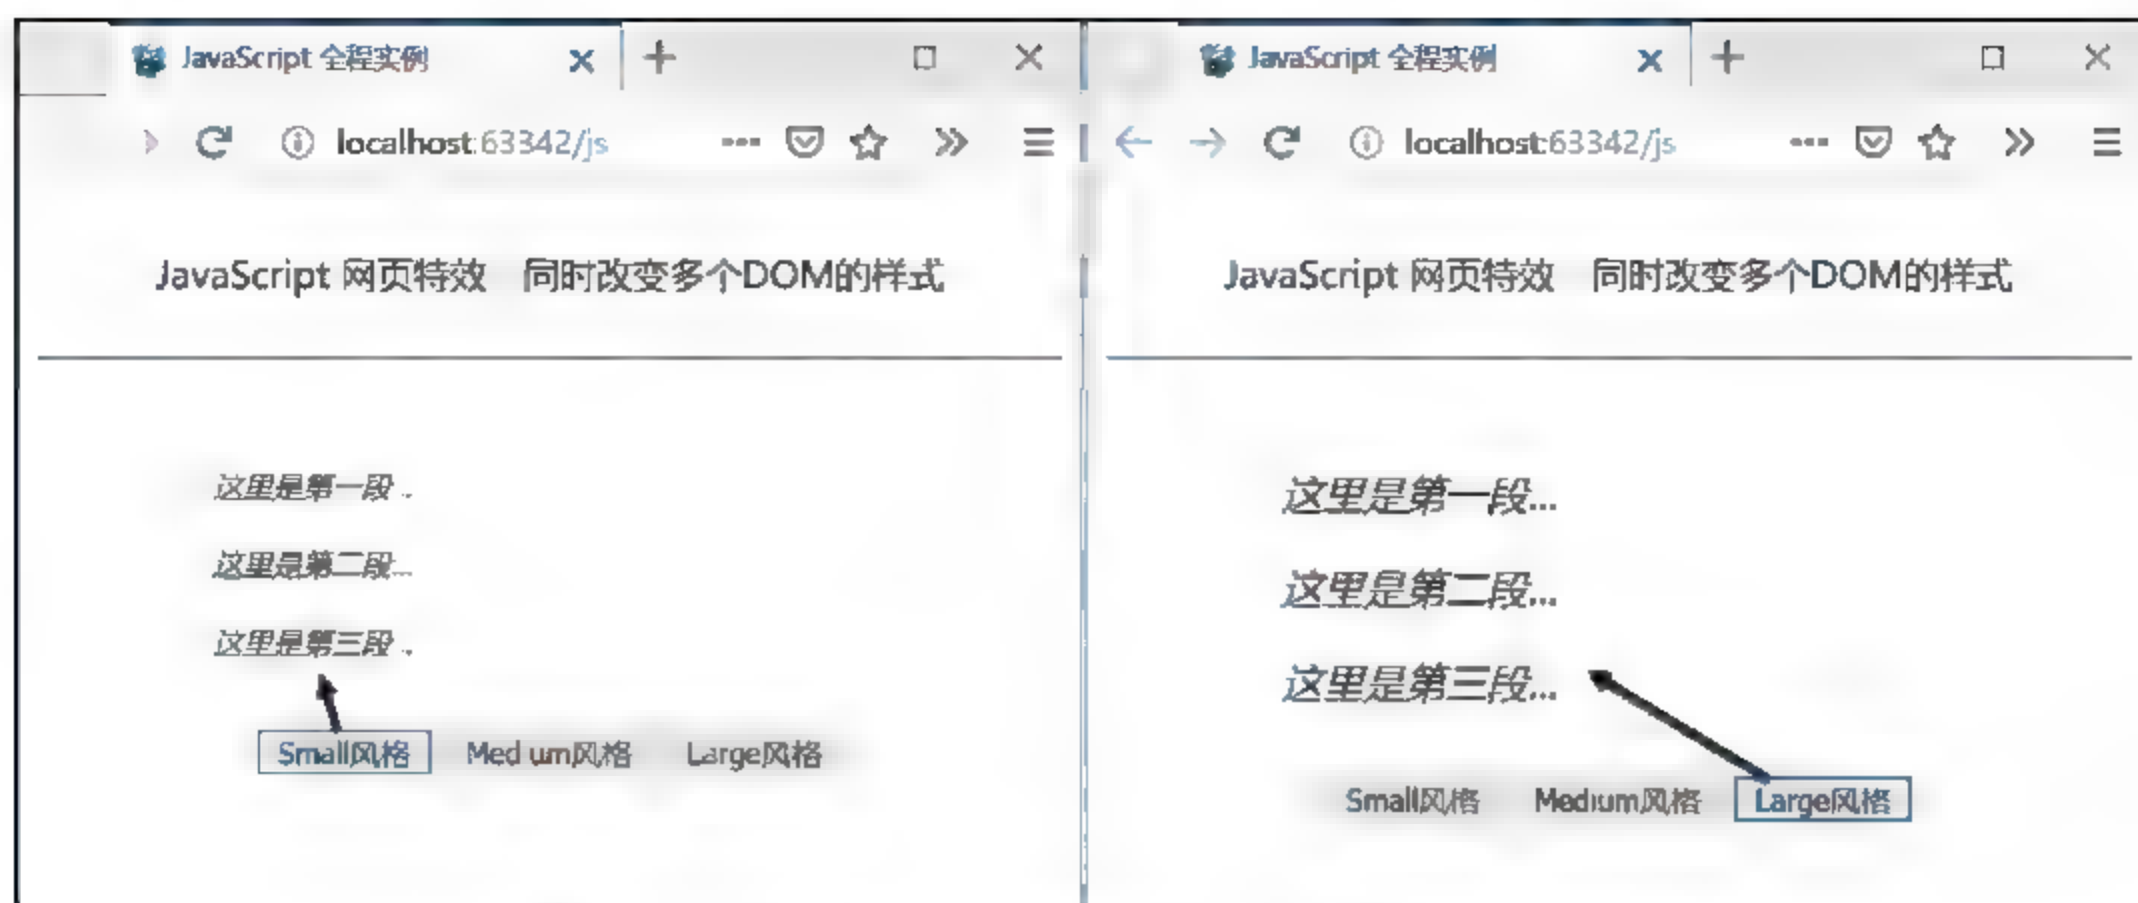 JavaScript 全程实例
localhost:63342/js
JavaScript 网页特效 同时改变多个DOM的样式
这里是第一段 .
这里是第二段...
这里是第三段 .
Small风格 Med um风格 Large风格
JavaScript 全程实例
localhost:63342/js
JavaScript 网页特效 同时改变多个DOM的样式
这里是第一段...
这里是第二段...
这里是第三段...
Small风格 Medium风格 Large风格